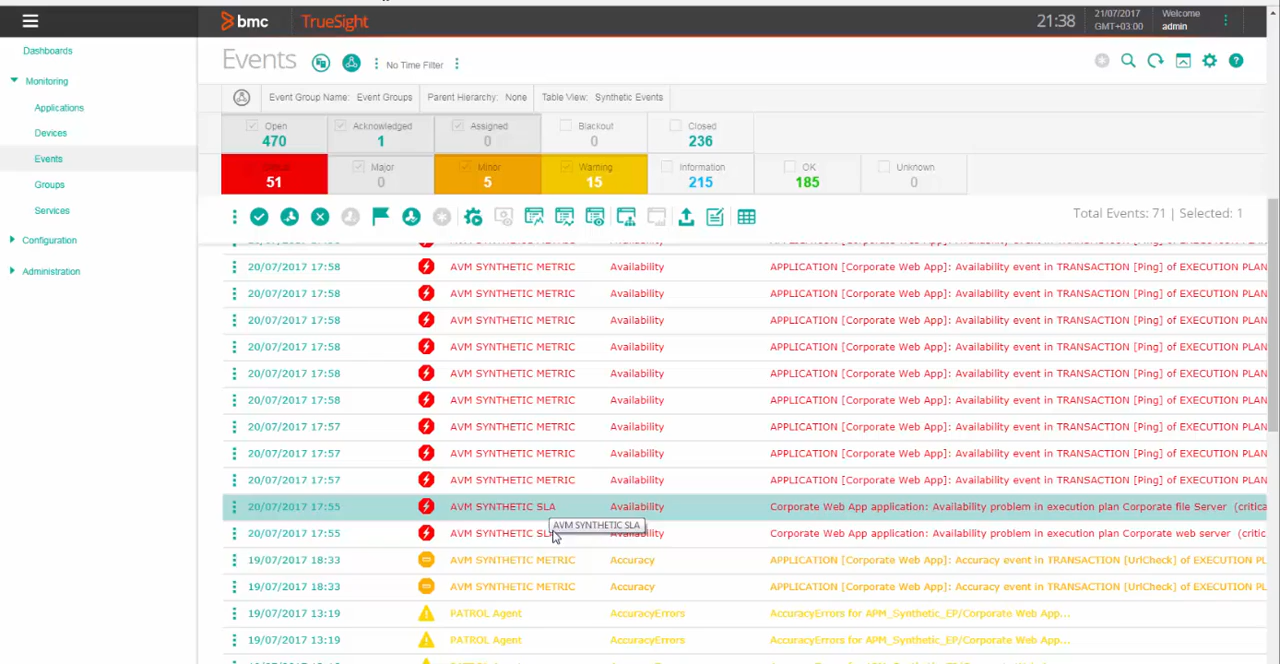 bmc TrueSight 21:38 21/07/2017 GMT+03:00 Welcome admin
Dashboards
Monitoring
Applications
Devices
Events
Groups
Services
Configuration
Administration
Events No Time Filter
Event Group Name: Event Groups Parent Hierarchy: None Table View: Synthetic Events
Open Acknowledged Assigned Blackout Closed
470 1 0 0 236
Major Minor Warning Information OK Unknown
51 0 5 15 215 185 0
Total Events: 71 | Selected: 1
20/07/2017 17:58 AVM SYNTHETIC METRIC Availability APPLICATION [Corporate Web App]: Availability event in TRANSACTION [Ping] of EXECUTION PLAN
20/07/2017 17:58 AVM SYNTHETIC METRIC Availability APPLICATION [Corporate Web App]: Availability event in TRANSACTION [Ping] of EXECUTION PLAN
20/07/2017 17:58 AVM SYNTHETIC METRIC Availability APPLICATION [Corporate Web App]: Availability event in TRANSACTION [Ping] of EXECUTION PLAN
20/07/2017 17:58 AVM SYNTHETIC METRIC Availability APPLICATION [Corporate Web App]: Availability event in TRANSACTION [Ping] of EXECUTION PLAN
20/07/2017 17:58 AVM SYNTHETIC METRIC Availability APPLICATION [Corporate Web App]: Availability event in TRANSACTION [Ping] of EXECUTION PLAN
20/07/2017 17:58 AVM SYNTHETIC METRIC Availability APPLICATION [Corporate Web App]: Availability event in TRANSACTION [Ping] of EXECUTION PLAN
20/07/2017 17:57 AVM SYNTHETIC METRIC Availability APPLICATION [Corporate Web App]: Availability event in TRANSACTION [Ping] of EXECUTION PLAN
20/07/2017 17:57 AVM SYNTHETIC METRIC Availability APPLICATION [Corporate Web App]: Availability event in TRANSACTION [Ping] of EXECUTION PLAN
20/07/2017 17:57 AVM SYNTHETIC METRIC Availability APPLICATION [Corporate Web App]: Availability event in TRANSACTION [Ping] of EXECUTION PLAN
20/07/2017 17:55 AVM SYNTHETIC SLA Availability Corporate Web App application: Availability problem in execution plan Corporate file Server (critica
AVM SYNTHETIC SLA
20/07/2017 17:55 AVM SYNTHETIC SLA Availability Corporate Web App application: Availability problem in execution plan Corporate web server (critic
19/07/2017 18:33 AVM SYNTHETIC METRIC Accuracy APPLICATION [Corporate Web App]: Accuracy event in TRANSACTION [UrlCheck] of EXECUTION PL
19/07/2017 18:33 AVM SYNTHETIC METRIC Accuracy APPLICATION [Corporate Web App]: Accuracy event in TRANSACTION [UrlCheck] of EXECUTION PL
19/07/2017 13:19 PATROL Agent AccuracyErrors AccuracyErrors for APM_Synthetic_EP/Corporate Web App...
19/07/2017 13:19 PATROL Agent AccuracyErrors AccuracyErrors for APM_Synthetic_EP/Corporate Web App...